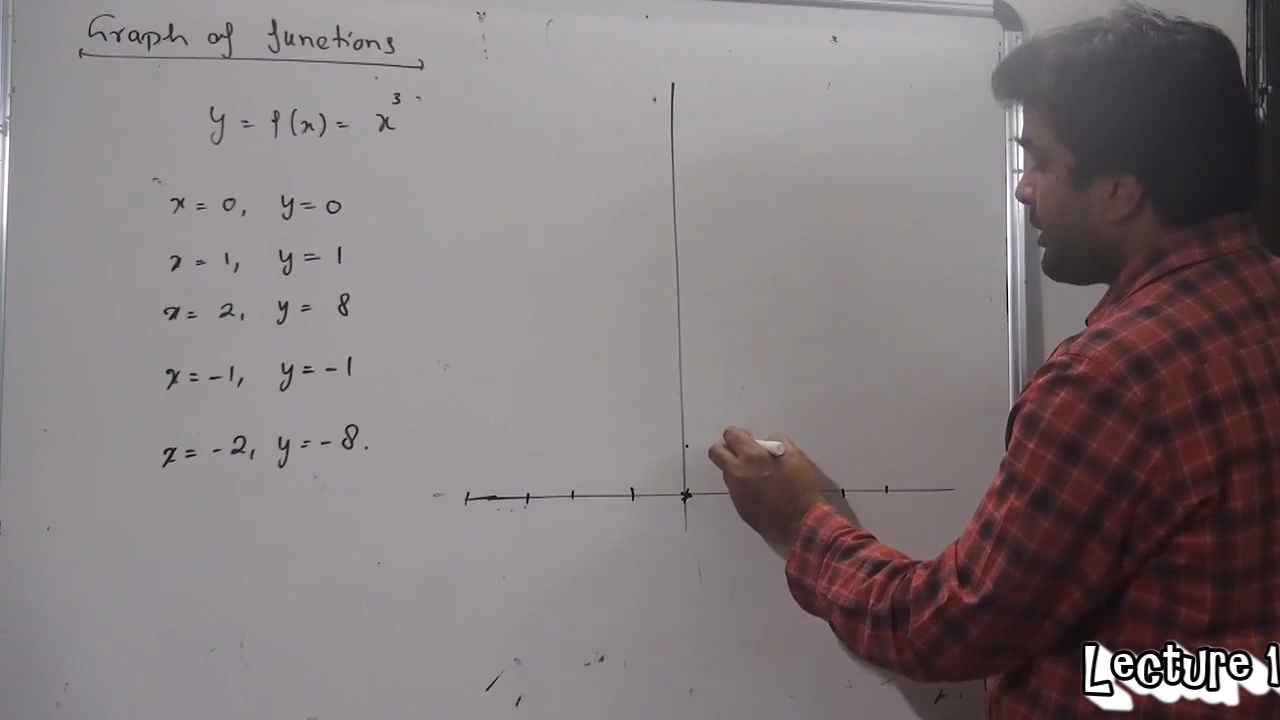 Graph of functions
y = f(x) = x³
x = 0, y = 0
x = 1, y = 1
x = 2, y = 8
x = -1, y = -1
x = -2, y = -8.
Lecture 1